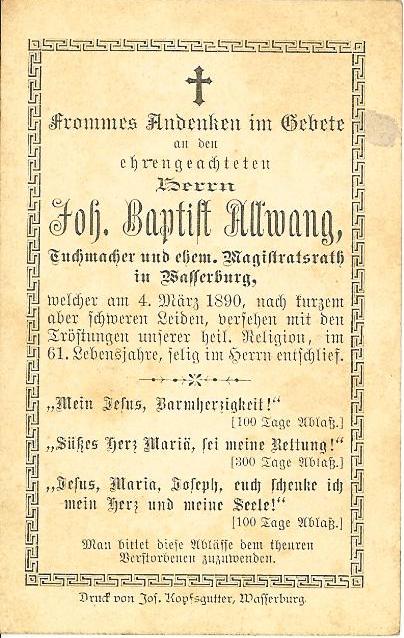 Frommes Andenken im Gebete
an den
ehrengeachteten
Herrn
Joh. Baptist Allwang,
Tuchmacher und ehem. Magistratsrath
in Wasserburg,
welcher am 4. März 1890, nach kurzem
aber schweren Leiden, versehen mit den
Tröstungen unserer heil. Religion, im
61. Lebensjahre, selig im Herrn entschlief.
„Mein Jesus, Barmherzigkeit!"
[100 Tage Ablaß.]
„Süßes Herz Mariä, sei meine Rettung!"
[300 Tage Ablaß.]
„Jesus, Maria, Joseph, euch schenke ich
mein Herz und meine Seele!"
[100 Tage Ablaß.]
Man bittet diese Ablässe dem theuren
Verstorbenen zuzuwenden.
Druck von Jos. Kopfsgutter, Wasserburg.